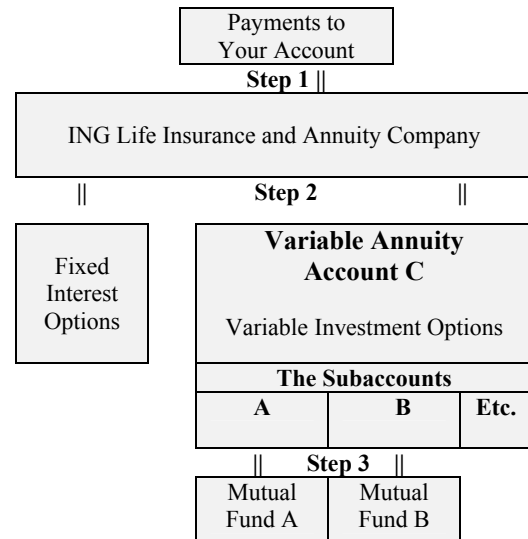 Payments to
Your Account
Step 1 ||
ING Life Insurance and Annuity Company
|| Step 2 ||
Fixed
Interest
Options
Variable Annuity
Account C
Variable Investment Options
The Subaccounts
A B Etc.
|| Step 3 ||
Mutual
Fund A
Mutual
Fund B